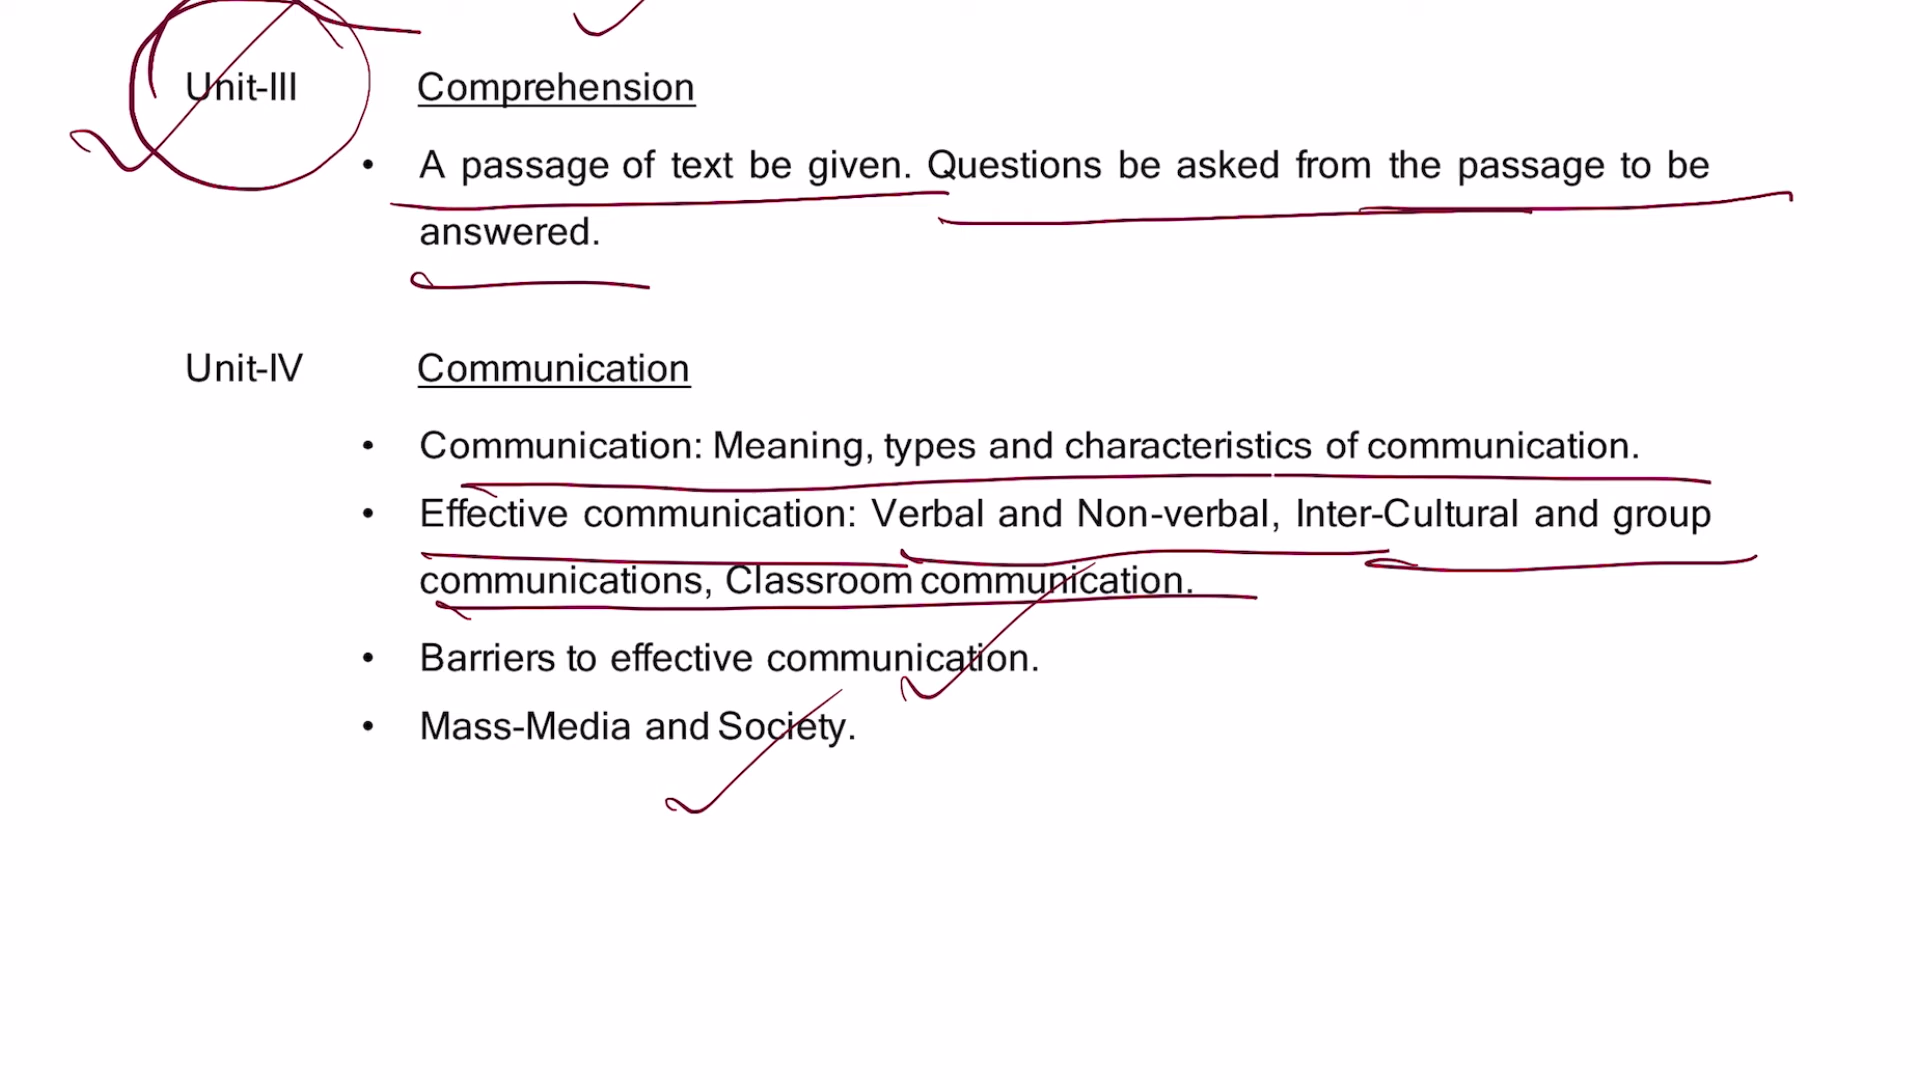 Unit-III Comprehension
• A passage of text be given. Questions be asked from the passage to be
answered.
Unit-IV Communication
• Communication: Meaning, types and characteristics of communication.
• Effective communication: Verbal and Non-verbal, Inter-Cultural and group
communications, Classroom communication.
• Barriers to effective communication.
• Mass-Media and Society.